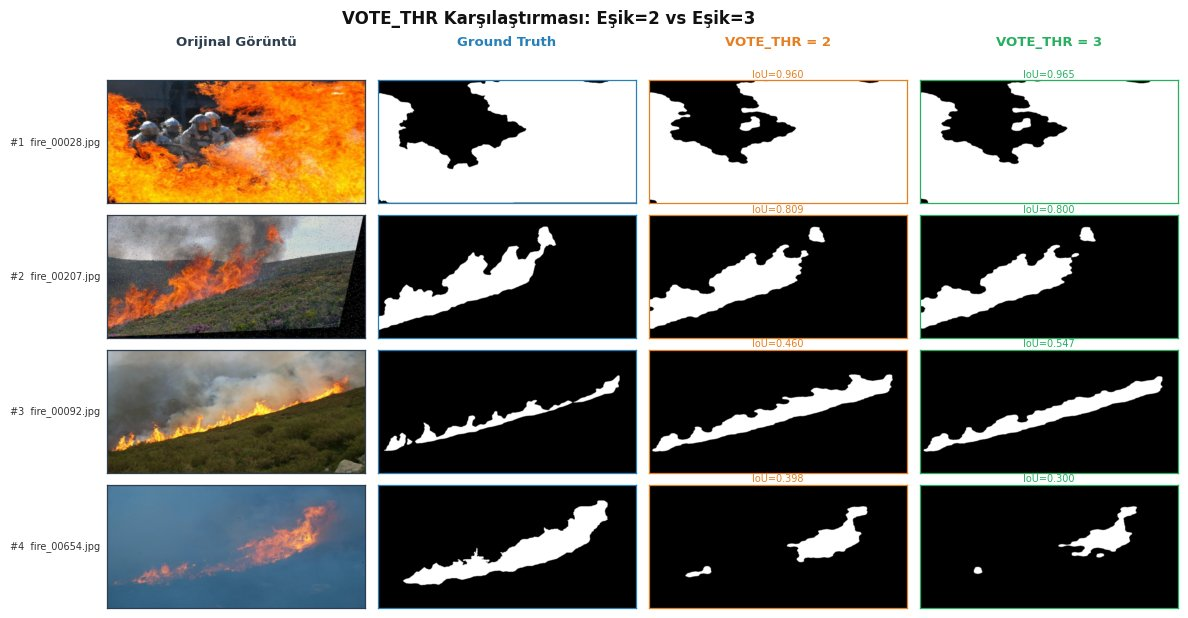 VOTE_THR Karşılaştırması: Eşik=2 vs Eşik=3
Orijinal Görüntü Ground Truth VOTE_THR = 2 VOTE_THR = 3
IoU=0.960 IoU=0.965
#1 fire_00028.jpg
IoU=0.809 IoU=0.800
#2 fire_00207.jpg
IoU=0.460 IoU=0.547
#3 fire_00092.jpg
IoU=0.398 IoU=0.300
#4 fire_00654.jpg